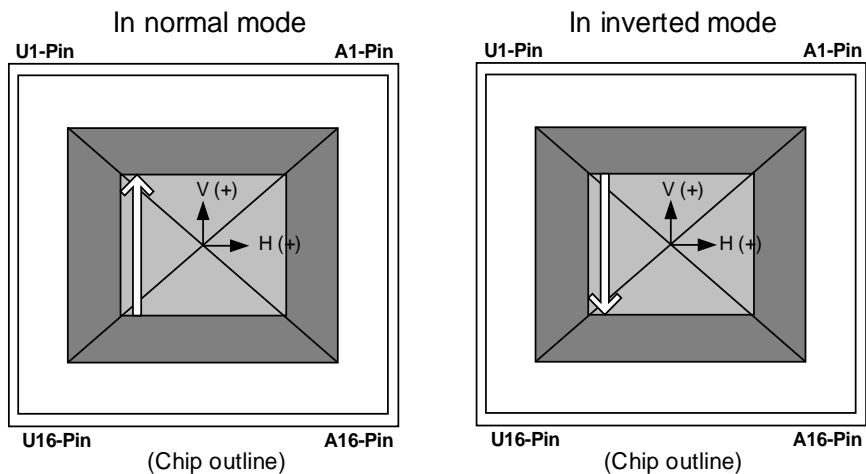 In normal mode
U1-Pin A1-Pin
V (+)
H (+)
U16-Pin A16-Pin
(Chip outline)
In inverted mode
U1-Pin A1-Pin
V (+)
H (+)
U16-Pin A16-Pin
(Chip outline)